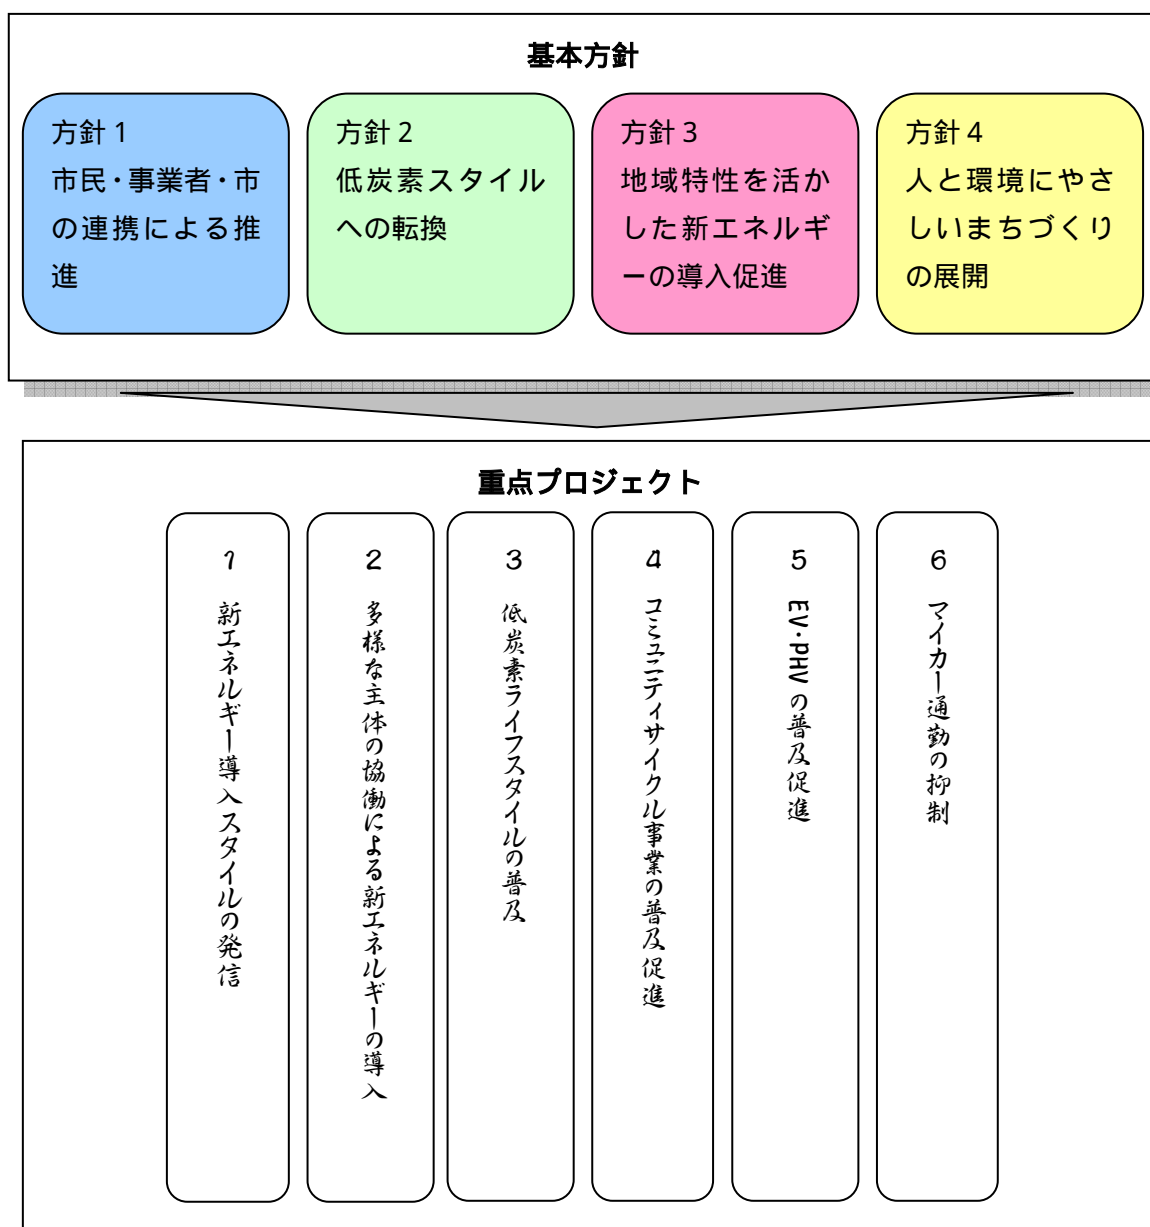 基本方針
方針１
市民・事業者・市
の連携による推
進
方針２
低炭素スタイル
への転換
方針３
地域特性を活か
した新エネルギ
ーの導入促進
方針４
人と環境にやさ
しいまちづくり
の展開
重点プロジェクト
1 新エネルギー導入スタイルの発信
2 多様な主体の協働による新エネルギーの導入
3 低炭素ライフスタイルの普及
4 コミュニティサイクル事業の普及促進
5 EV・PHVの普及促進
6 マイカー通勤の抑制